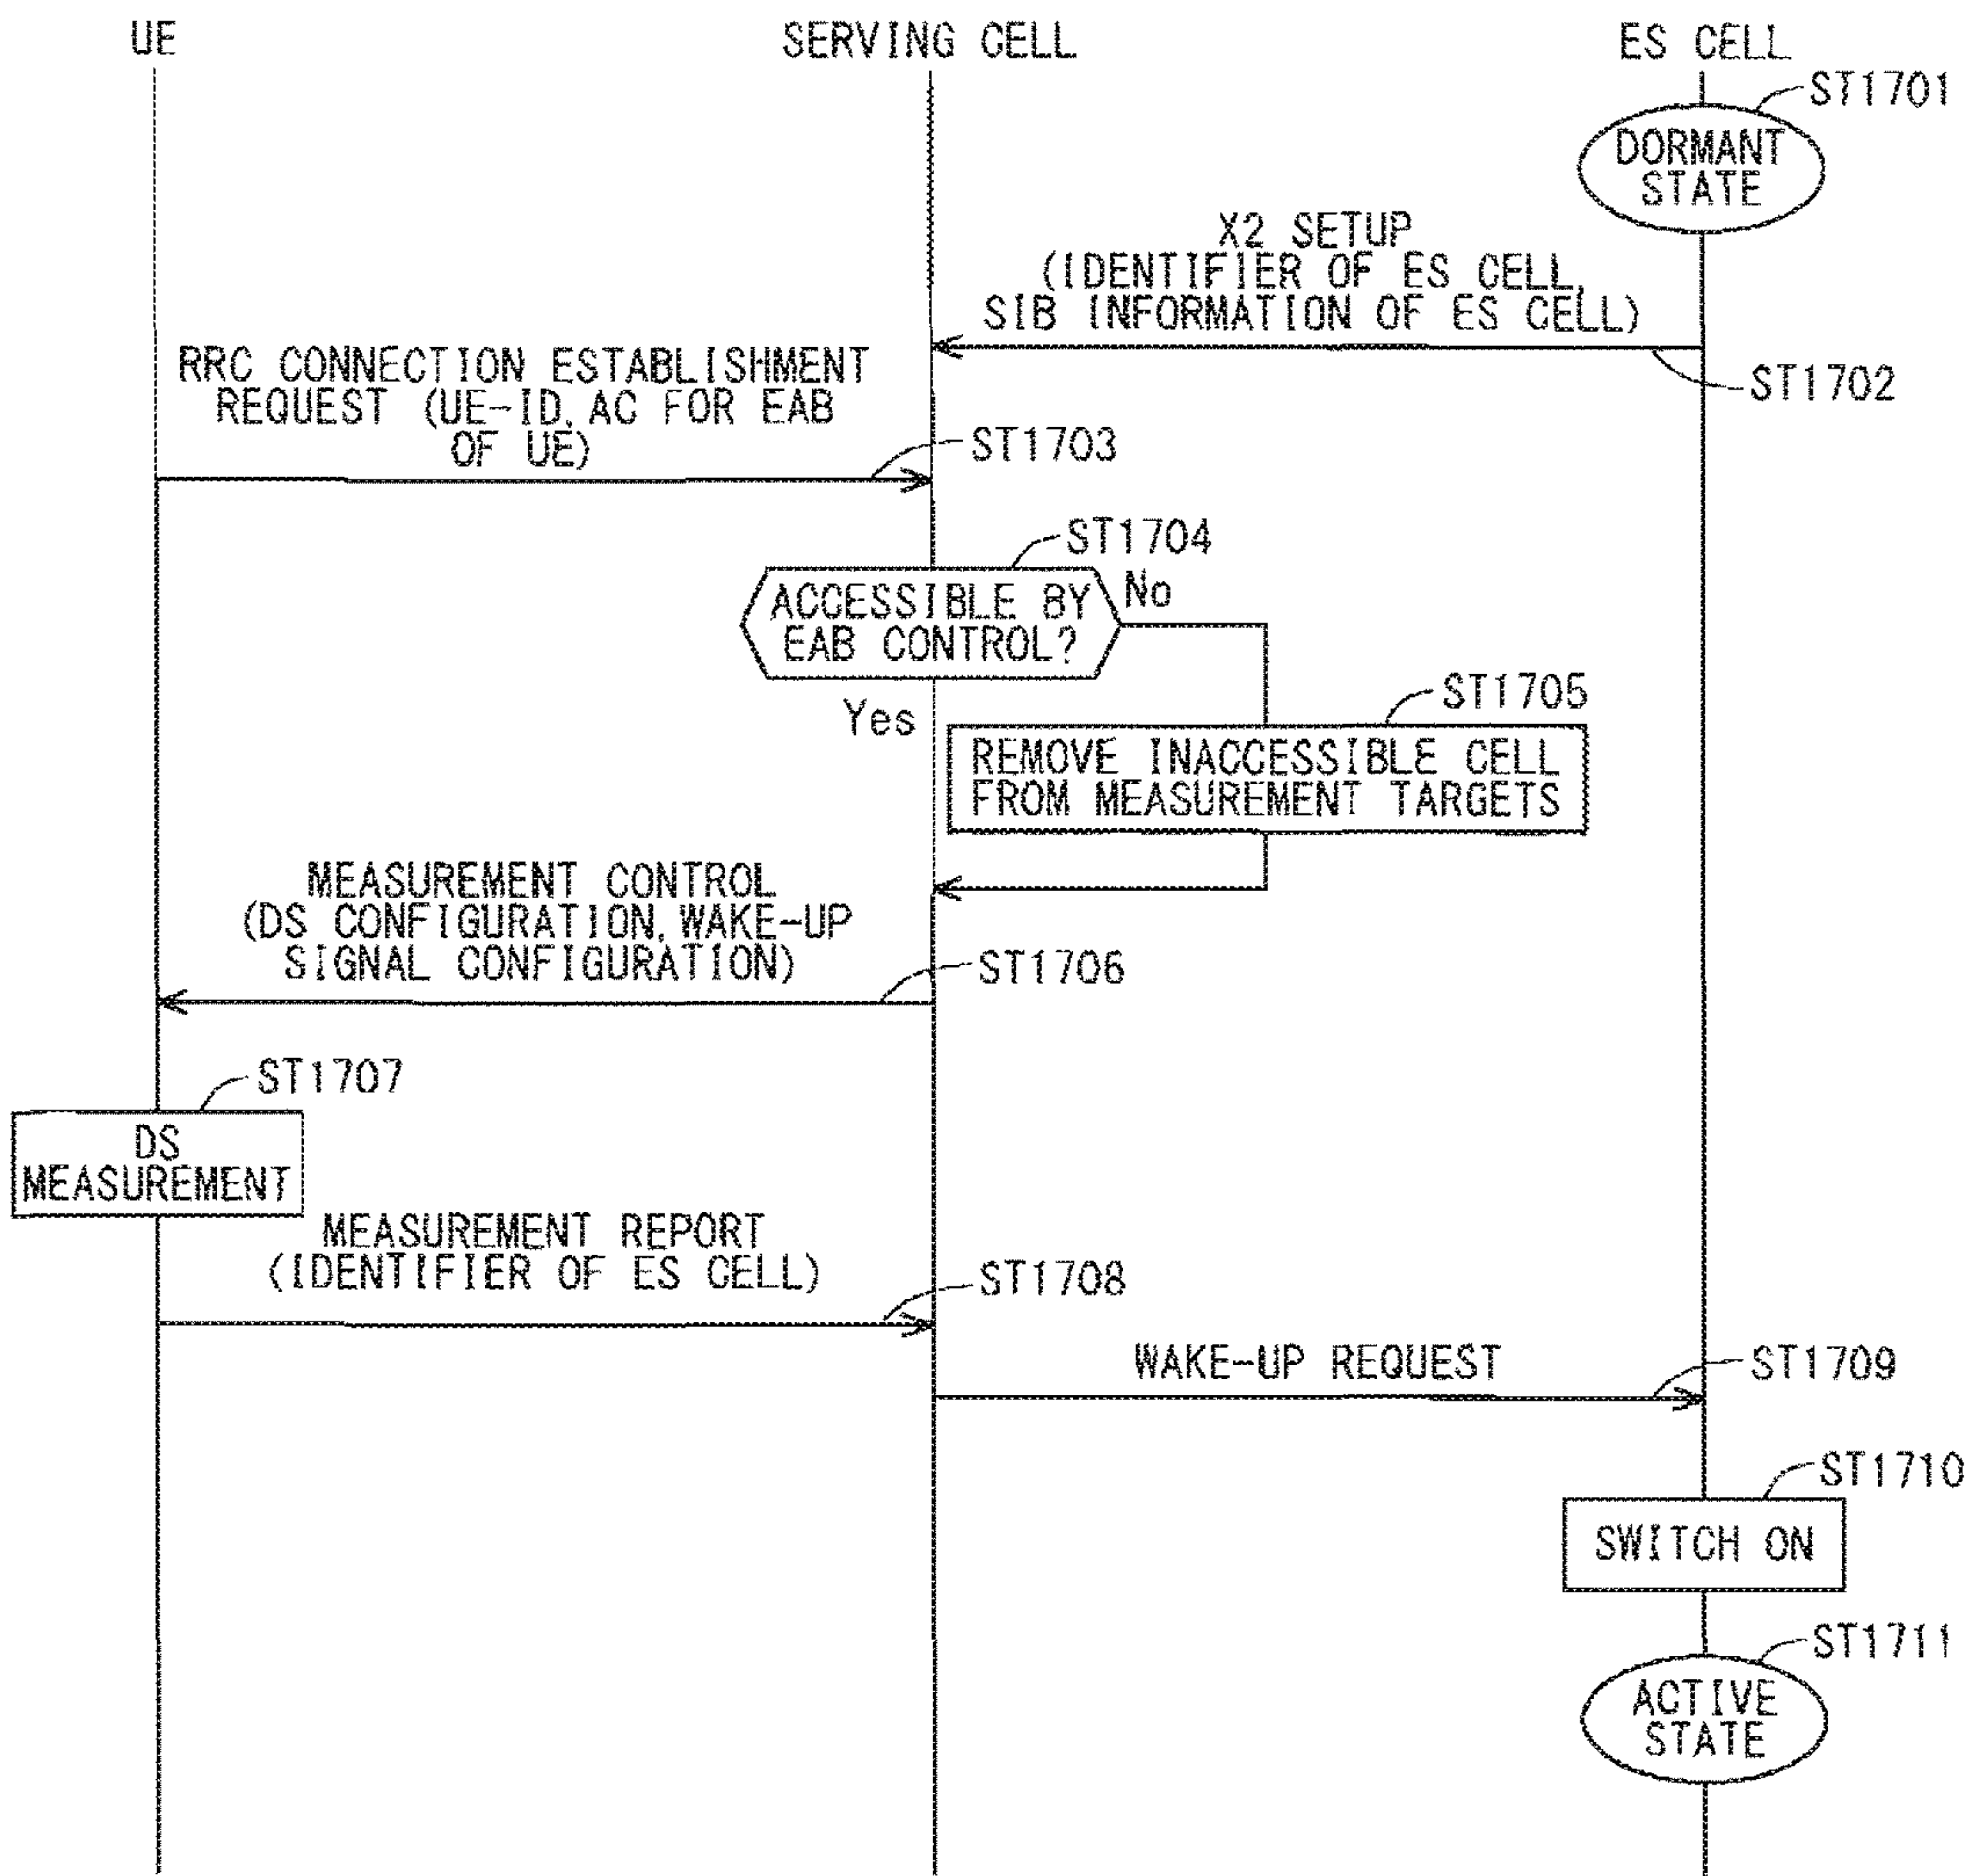 UE
SERVING CELL
ES CELL
ST1701
DORMANT
STATE
X2 SETUP
(IDENTIFIER OF ES CELL,
SIB INFORMATION OF ES CELL)
ST1702
RRC CONNECTION ESTABLISHMENT
REQUEST (UE-ID, AC FOR EAB
OF UE)
ST1703
ST1704
ACCESSIBLE BY
EAB CONTROL?
No
Yes
ST1705
REMOVE INACCESSIBLE CELL
FROM MEASUREMENT TARGETS
MEASUREMENT CONTROL
(DS CONFIGURATION, WAKE-UP
SIGNAL CONFIGURATION)
ST1706
ST1707
DS
MEASUREMENT
MEASUREMENT REPORT
(IDENTIFIER OF ES CELL)
ST1708
WAKE-UP REQUEST
ST1709
ST1710
SWITCH ON
ST1711
ACTIVE
STATE